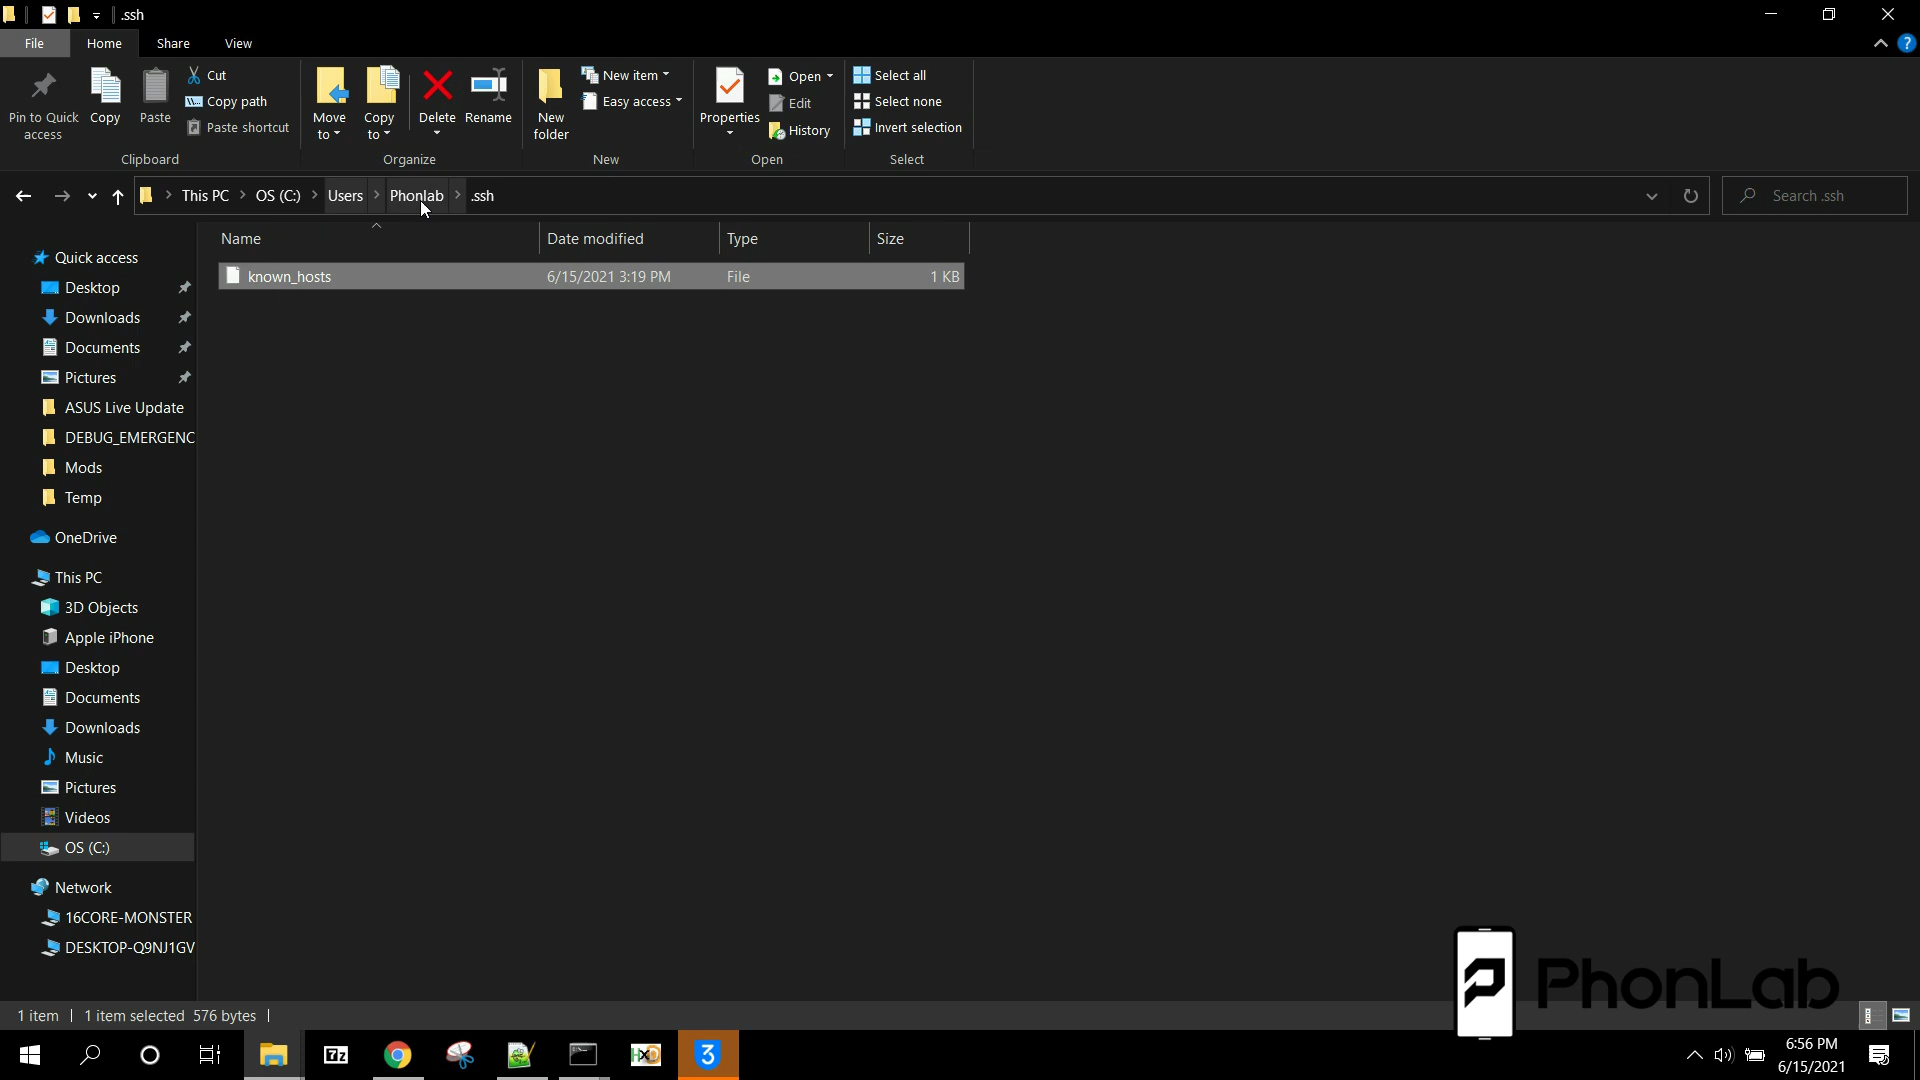 .ssh
File Home Share View
Pin to Quick access
Copy
Paste
Cut
Copy path
Paste shortcut
Clipboard
Move to
Copy to
Delete
Rename
Organize
New folder
New item
Easy access
New
Properties
Open
Edit
History
Open
Select all
Select none
Invert selection
Select
This PC > OS (C:) > Users > Phonlab > .ssh
Search .ssh
Name Date modified Type Size
known_hosts 6/15/2021 3:19 PM File 1 KB
Quick access
Desktop
Downloads
Documents
Pictures
ASUS Live Update
DEBUG_EMERGENC
Mods
Temp
OneDrive
This PC
3D Objects
Apple iPhone
Desktop
Documents
Downloads
Music
Pictures
Videos
OS (C:)
Network
16CORE-MONSTER
DESKTOP-Q9NJ1GV
PhonLab
1 item 1 item selected 576 bytes
7z
HxD
3
6:56 PM
6/15/2021